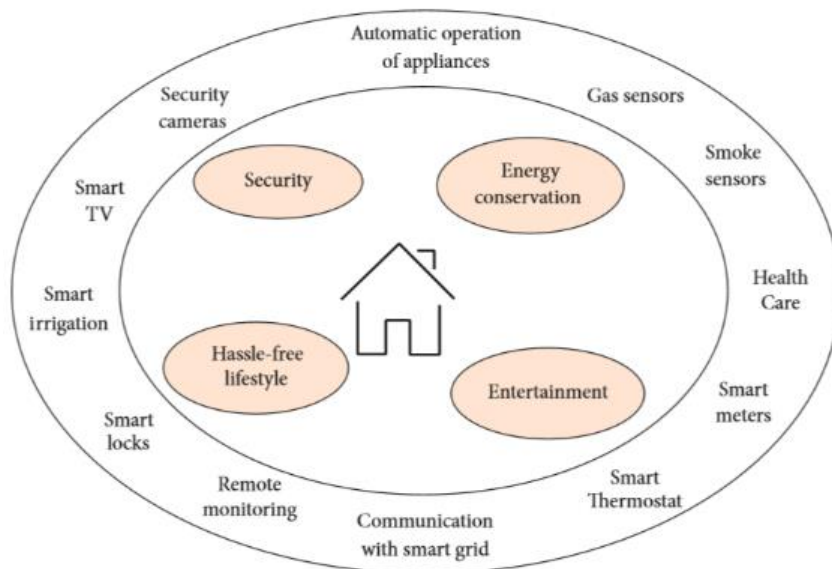 Automatic operation
of appliances
Security
cameras
Gas sensors
Smoke
sensors
Security
Energy
conservation
Smart
TV
Health
Care
Smart
irrigation
Hassle-free
lifestyle
Entertainment
Smart
meters
Smart
locks
Remote
monitoring
Smart
Thermostat
Communication
with smart grid